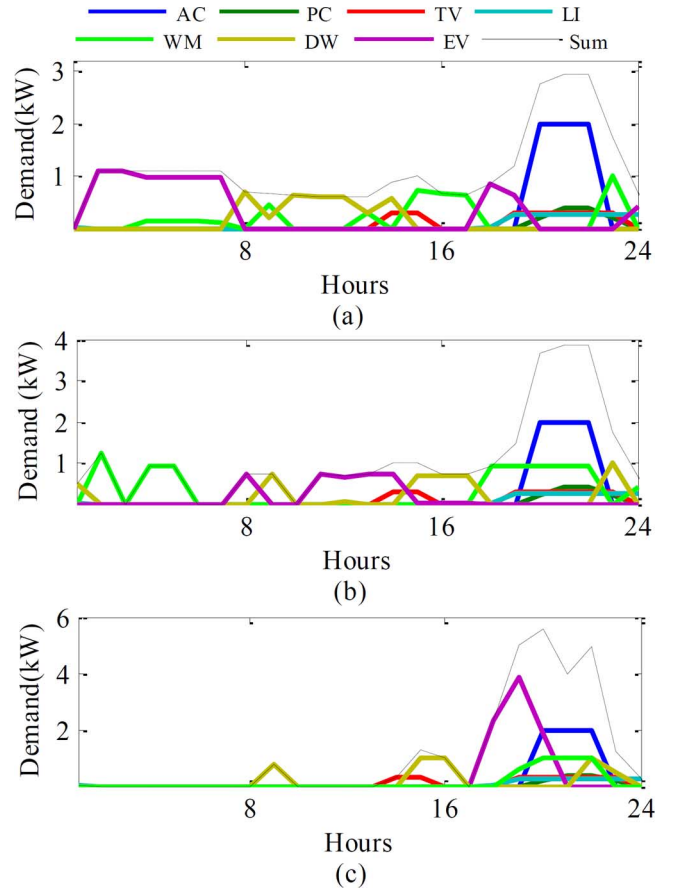 AC PC TV LI
WM DW EV Sum
3
2
1
Demand(kW)
8 16 24
Hours
(a)
4
3
2
1
Demand (kW)
8 16 24
Hours
(b)
6
4
2
Demand(kW)
8 16 24
Hours
(c)